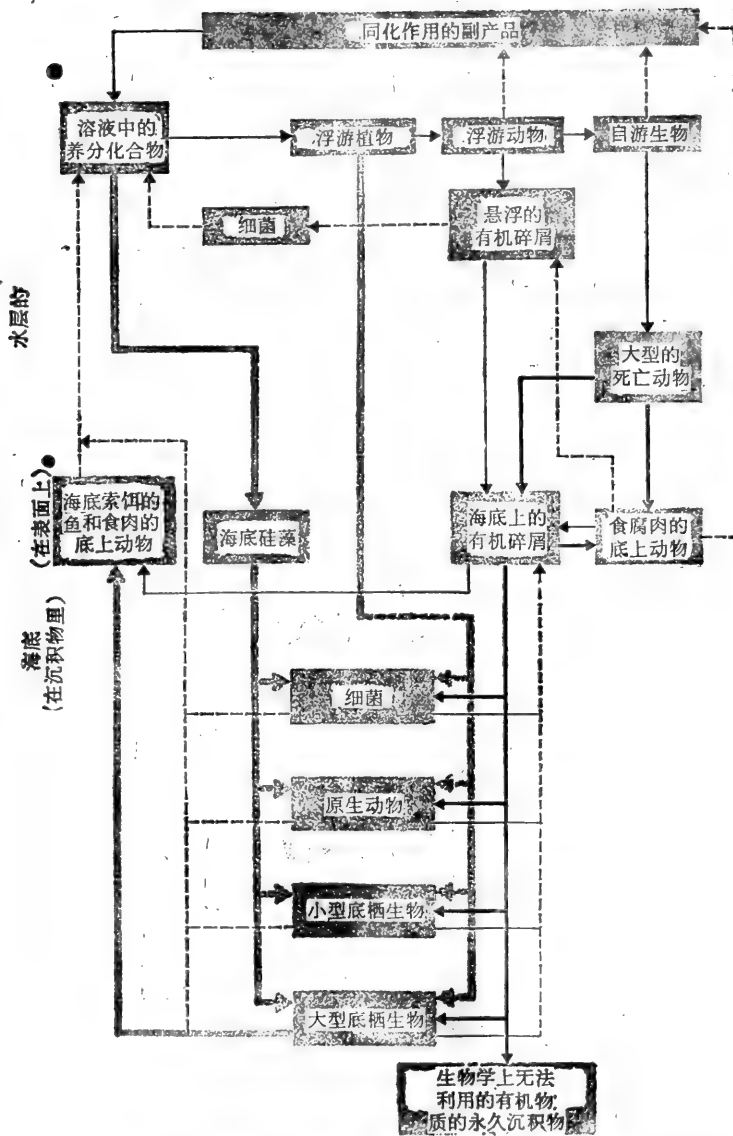 同化作用的副产品
溶液中的
养分化合物
浮游植物
浮游动物
自游生物
细菌
悬浮的
有机碎屑
水层的
大型的
死亡动物
(在表面上)
海底索饵的
鱼和食肉的
底上动物
海底硅藻
海底上的
有机碎屑
食腐肉的
底上动物
海底
(在沉积物里)
细菌
原生动物
小型底栖生物
大型底栖生物
生物学上无法
利用的有机物
质的永久沉积物